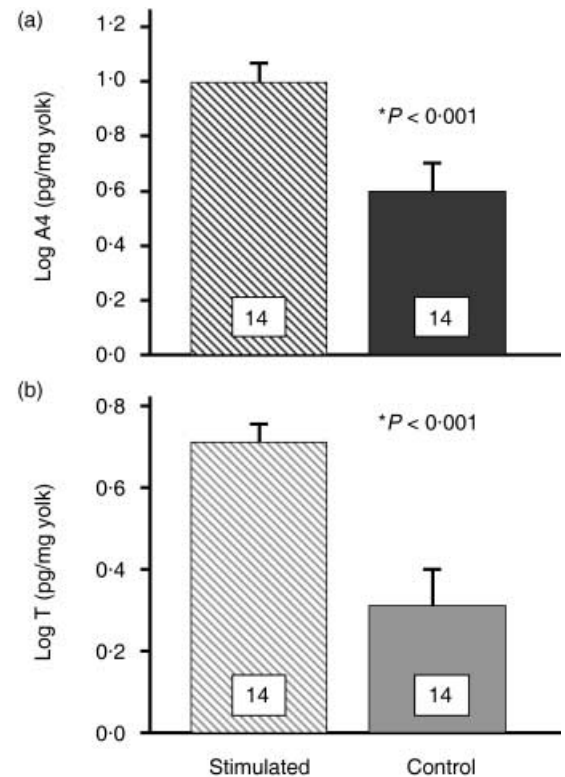 (a)
Log A4 (pg/mg yolk)
1·2
1·0
0·8
0·6
0·4
0·2
0·0
*P < 0·001
14
14
(b)
Log T (pg/mg yolk)
0·8
0·6
0·4
0·2
0·0
*P < 0·001
14
14
Stimulated
Control